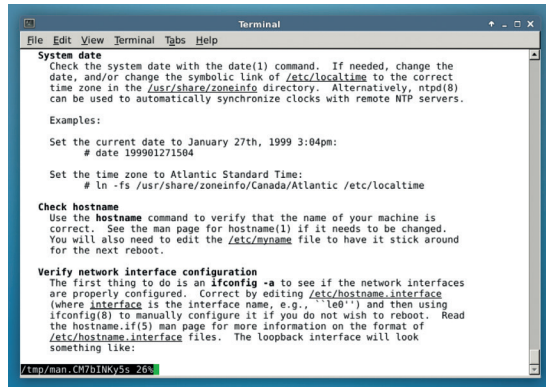 Terminal
File Edit View Terminal Tabs Help
System date
Check the system date with the date(1) command. If needed, change the
date, and/or change the symbolic link of /etc/localtime to the correct
time zone in the /usr/share/zoneinfo directory. Alternatively, ntpd(8)
can be used to automatically synchronize clocks with remote NTP servers.
Examples:
Set the current date to January 27th, 1999 3:04pm:
# date 199901271504
Set the time zone to Atlantic Standard Time:
# ln -fs /usr/share/zoneinfo/Canada/Atlantic /etc/localtime
Check hostname
Use the hostname command to verify that the name of your machine is
correct. See the man page for hostname(1) if it needs to be changed.
You will also need to edit the /etc/myname file to have it stick around
for the next reboot.
Verify network interface configuration
The first thing to do is an ifconfig -a to see if the network interfaces
are properly configured. Correct by editing /etc/hostname.interface
(where interface is the interface name, e.g., ``le0'') and then using
ifconfig(8) to manually configure it if you do not wish to reboot. Read
the hostname.if(5) man page for more information on the format of
/etc/hostname.interface files. The loopback interface will look
something like:
/tmp/man.CM7bINKy5s 26%